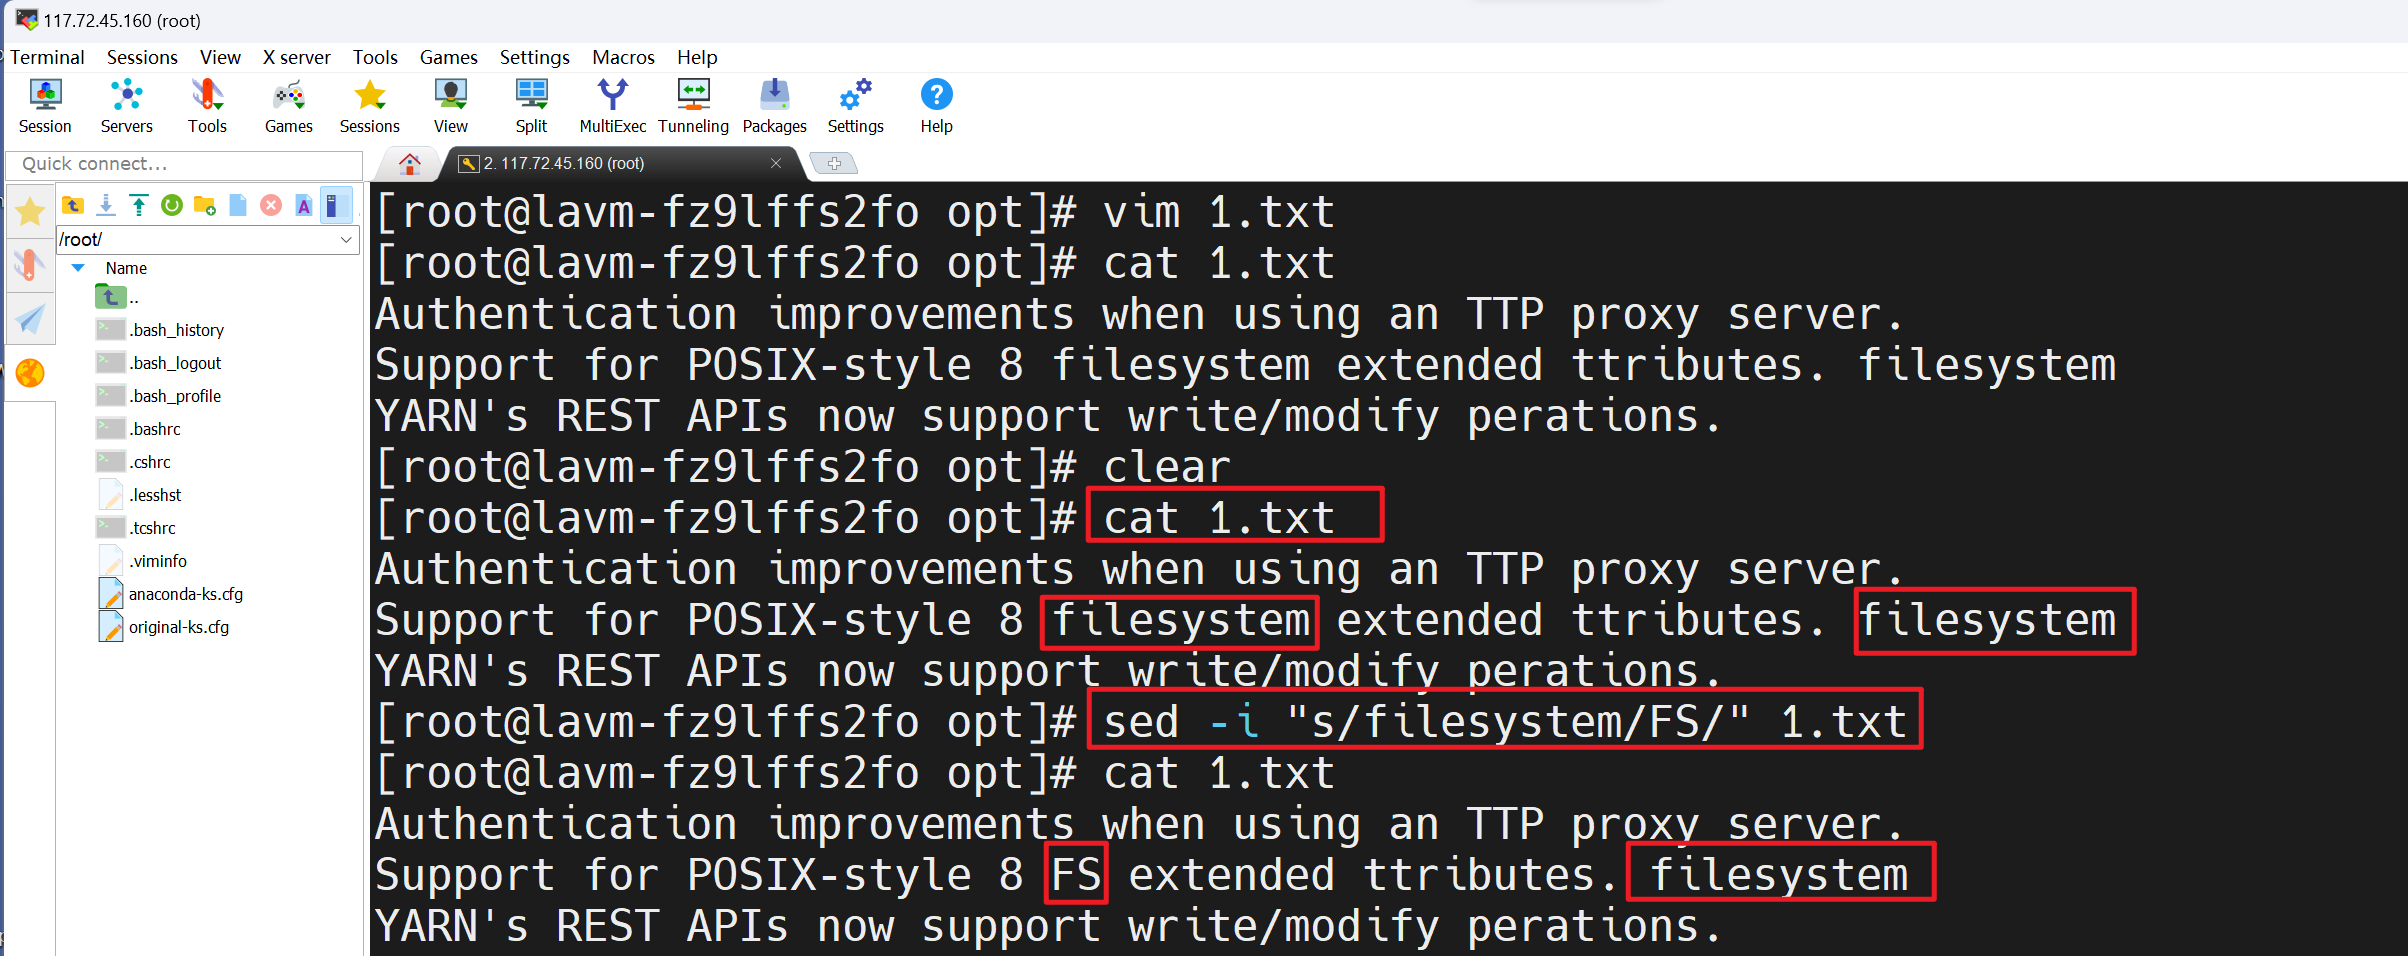 117.72.45.160 (root)
Terminal Sessions View X server Tools Games Settings Macros Help
Session Servers Tools Games Sessions View Split MultiExec Tunneling Packages Settings Help
Quick connect...
2. 117.72.45.160 (root)
/root/
Name
..
.bash_history
.bash_logout
.bash_profile
.bashrc
.cshrc
.lesshst
.tcshrc
.viminfo
anaconda-ks.cfg
original-ks.cfg
[root@lavm-fz9lffs2fo opt]# vim 1.txt
[root@lavm-fz9lffs2fo opt]# cat 1.txt
Authentication improvements when using an TTP proxy server.
Support for POSIX-style 8 filesystem extended ttributes. filesystem
YARN's REST APIs now support write/modify perations.
[root@lavm-fz9lffs2fo opt]# clear
[root@lavm-fz9lffs2fo opt]# cat 1.txt
Authentication improvements when using an TTP proxy server.
Support for POSIX-style 8 filesystem extended ttributes. filesystem
YARN's REST APIs now support write/modify perations.
[root@lavm-fz9lffs2fo opt]# sed -i "s/filesystem/FS/" 1.txt
[root@lavm-fz9lffs2fo opt]# cat 1.txt
Authentication improvements when using an TTP proxy server.
Support for POSIX-style 8 FS extended ttributes. filesystem
YARN's REST APIs now support write/modify perations.